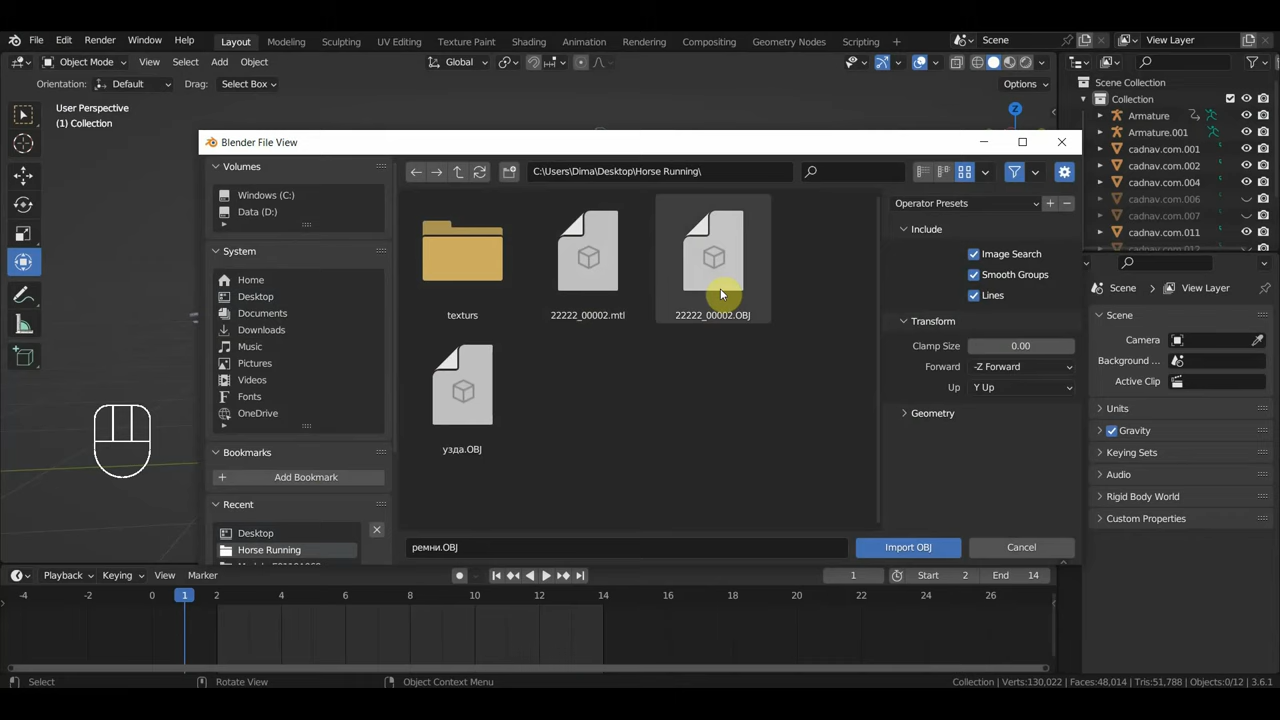 File Edit Render Window Help Layout Modeling Sculpting UV Editing Texture Paint Shading Animation Rendering Compositing Geometry Nodes Scripting + Scene View Layer
Object Mode View Select Add Object Global Options
Orientation: Default Drag: Select Box
User Perspective
(1) Collection
Z
Scene Collection
Collection
Armature
Armature.001
cadnav.com.001
cadnav.com.002
cadnav.com.004
cadnav.com.006
cadnav.com.007
cadnav.com.011
cadnav.com.012
Blender File View
Volumes
Windows (C:)
Data (D:)
System
Home
Desktop
Documents
Downloads
Music
Pictures
Videos
Fonts
OneDrive
Bookmarks
Add Bookmark
Recent
Desktop
Horse Running
C:\Users\Dima\Desktop\Horse Running\
texturs
22222_00002.mtl
22222_00002.OBJ
узда.OBJ
ремни.OBJ
Import OBJ
Cancel
Operator Presets
Include
Image Search
Smooth Groups
Lines
Transform
Clamp Size 0.00
Forward -Z Forward
Up Y Up
Geometry
Scene View Layer
Scene
Camera
Background ...
Active Clip
Units
Gravity
Keying Sets
Audio
Rigid Body World
Custom Properties
Playback Keying View Marker 1 Start 2 End 14
-4 -2 0 1 2 4 6 8 10 12 14 16 18 20 22 24 26
Select Rotate View Object Context Menu Collection | Verts:130,022 | Faces:48,014 | Tris:51,788 | Objects:0/12 | 3.6.1